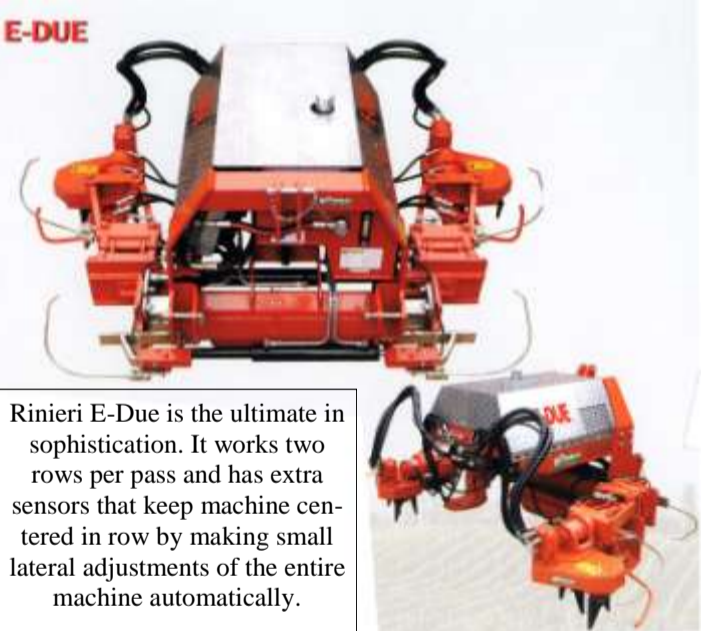 E-DUE
Rinieri E-Due is the ultimate in
sophistication. It works two
rows per pass and has extra
sensors that keep machine cen-
tered in row by making small
lateral adjustments of the entire
machine automatically.
DUE